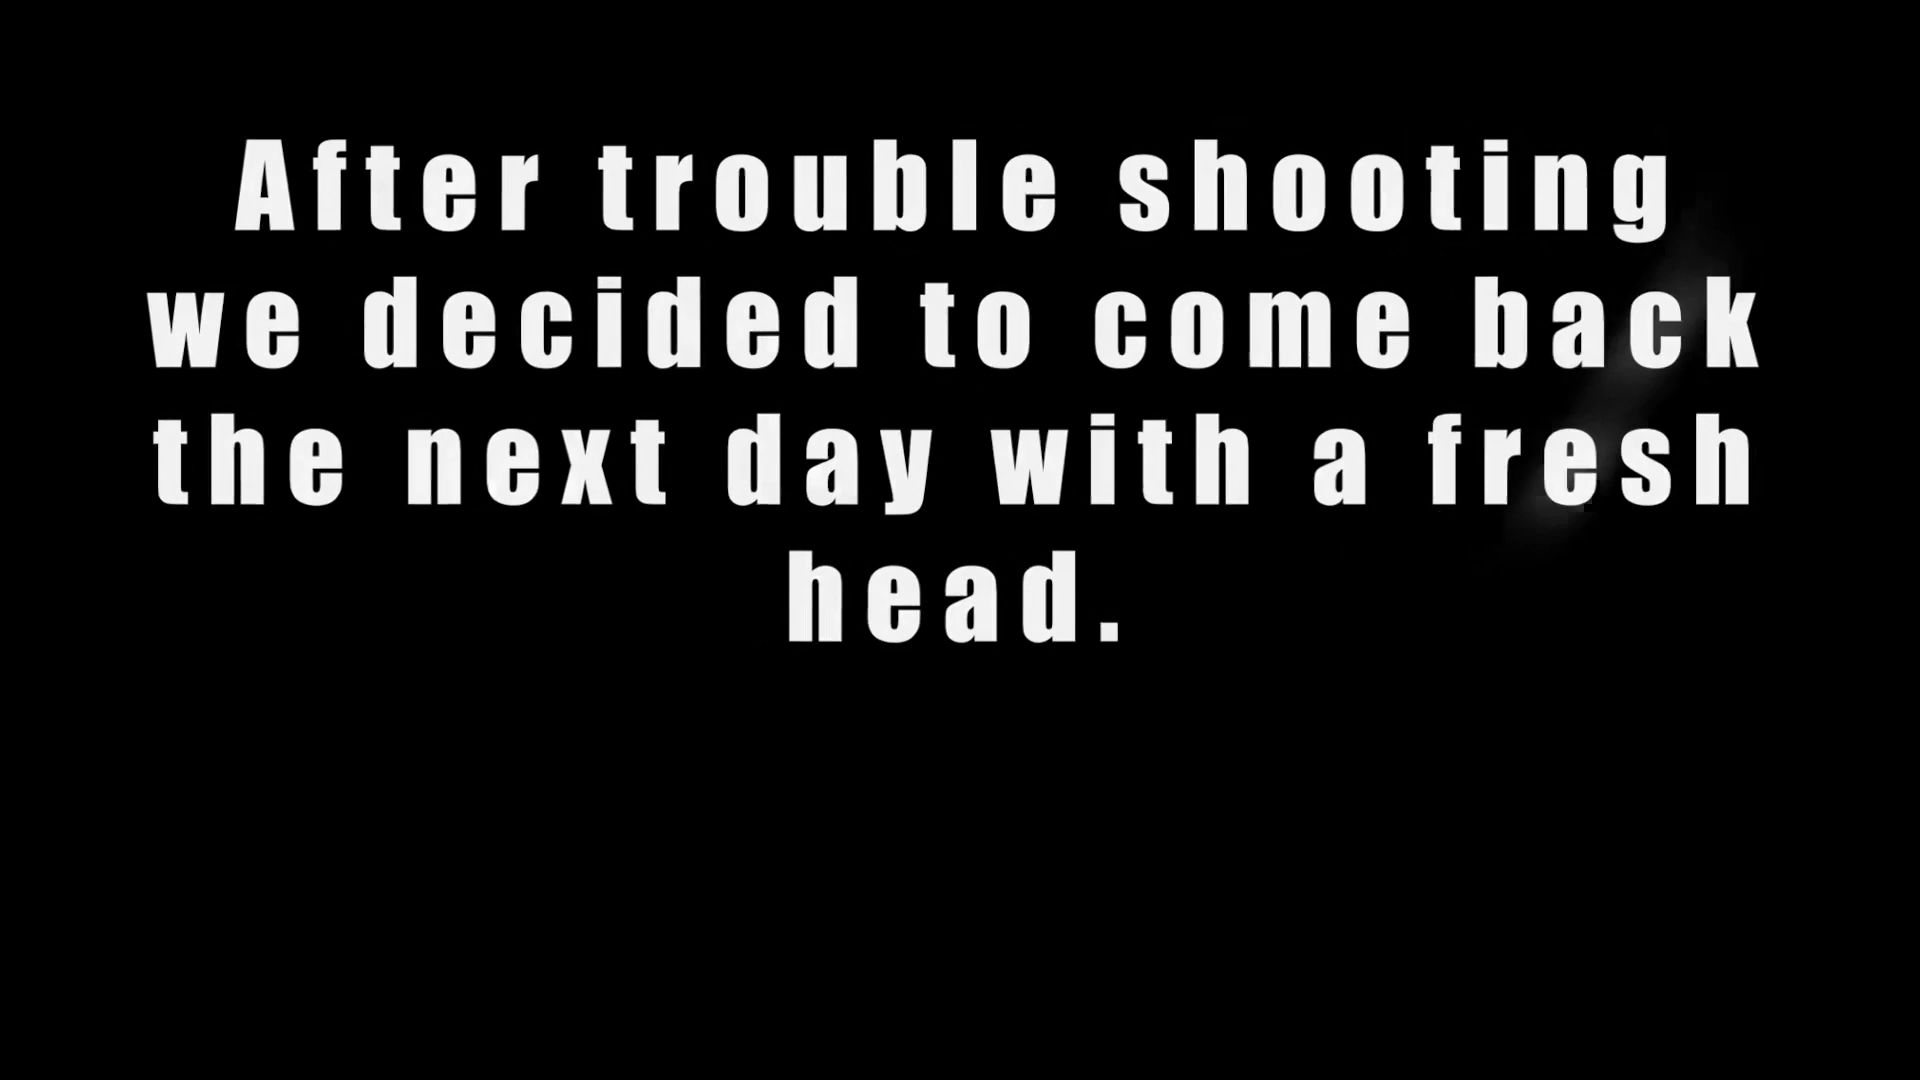 After trouble shooting
we decided to come back
the next day with a fresh
head.